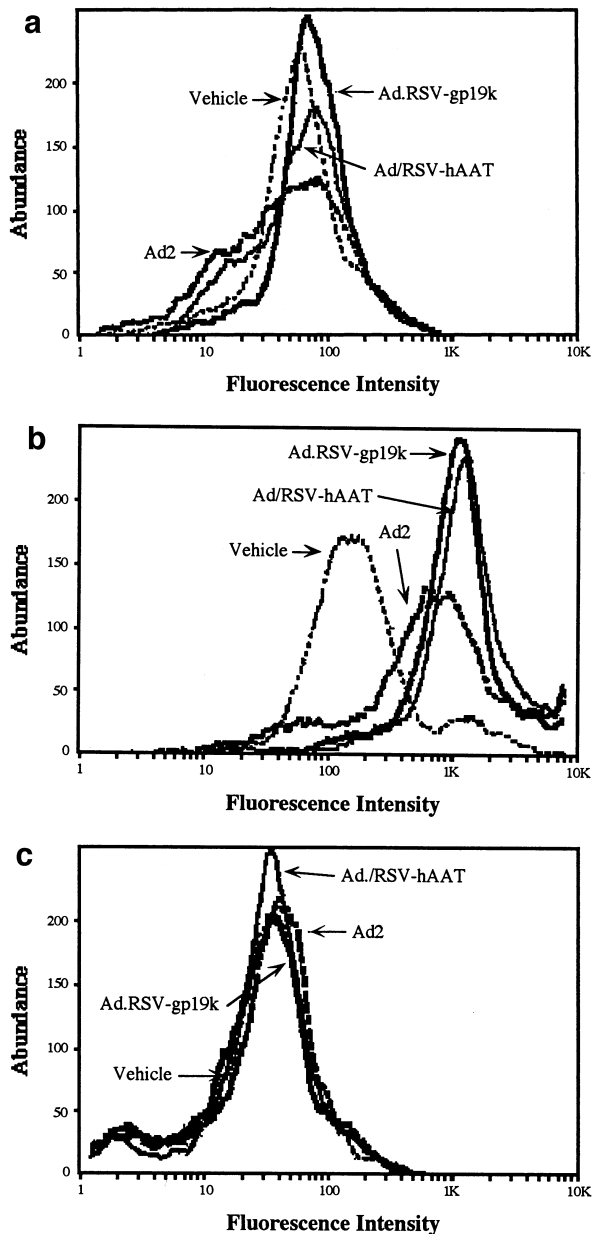 a
200
150
100
50
0
Abundance
Vehicle
Ad.RSV-gp19k
Ad/RSV-hAAT
Ad2
1 10 100 1K 10K
Fluorescence Intensity
b
200
150
100
50
0
Abundance
Ad.RSV-gp19k
Ad/RSV-hAAT
Ad2
Vehicle
1 10 100 1K 10K
Fluorescence Intensity
c
200
150
100
50
0
Abundance
Ad./RSV-hAAT
Ad2
Ad.RSV-gp19k
Vehicle
1 10 100 1K 10K
Fluorescence Intensity